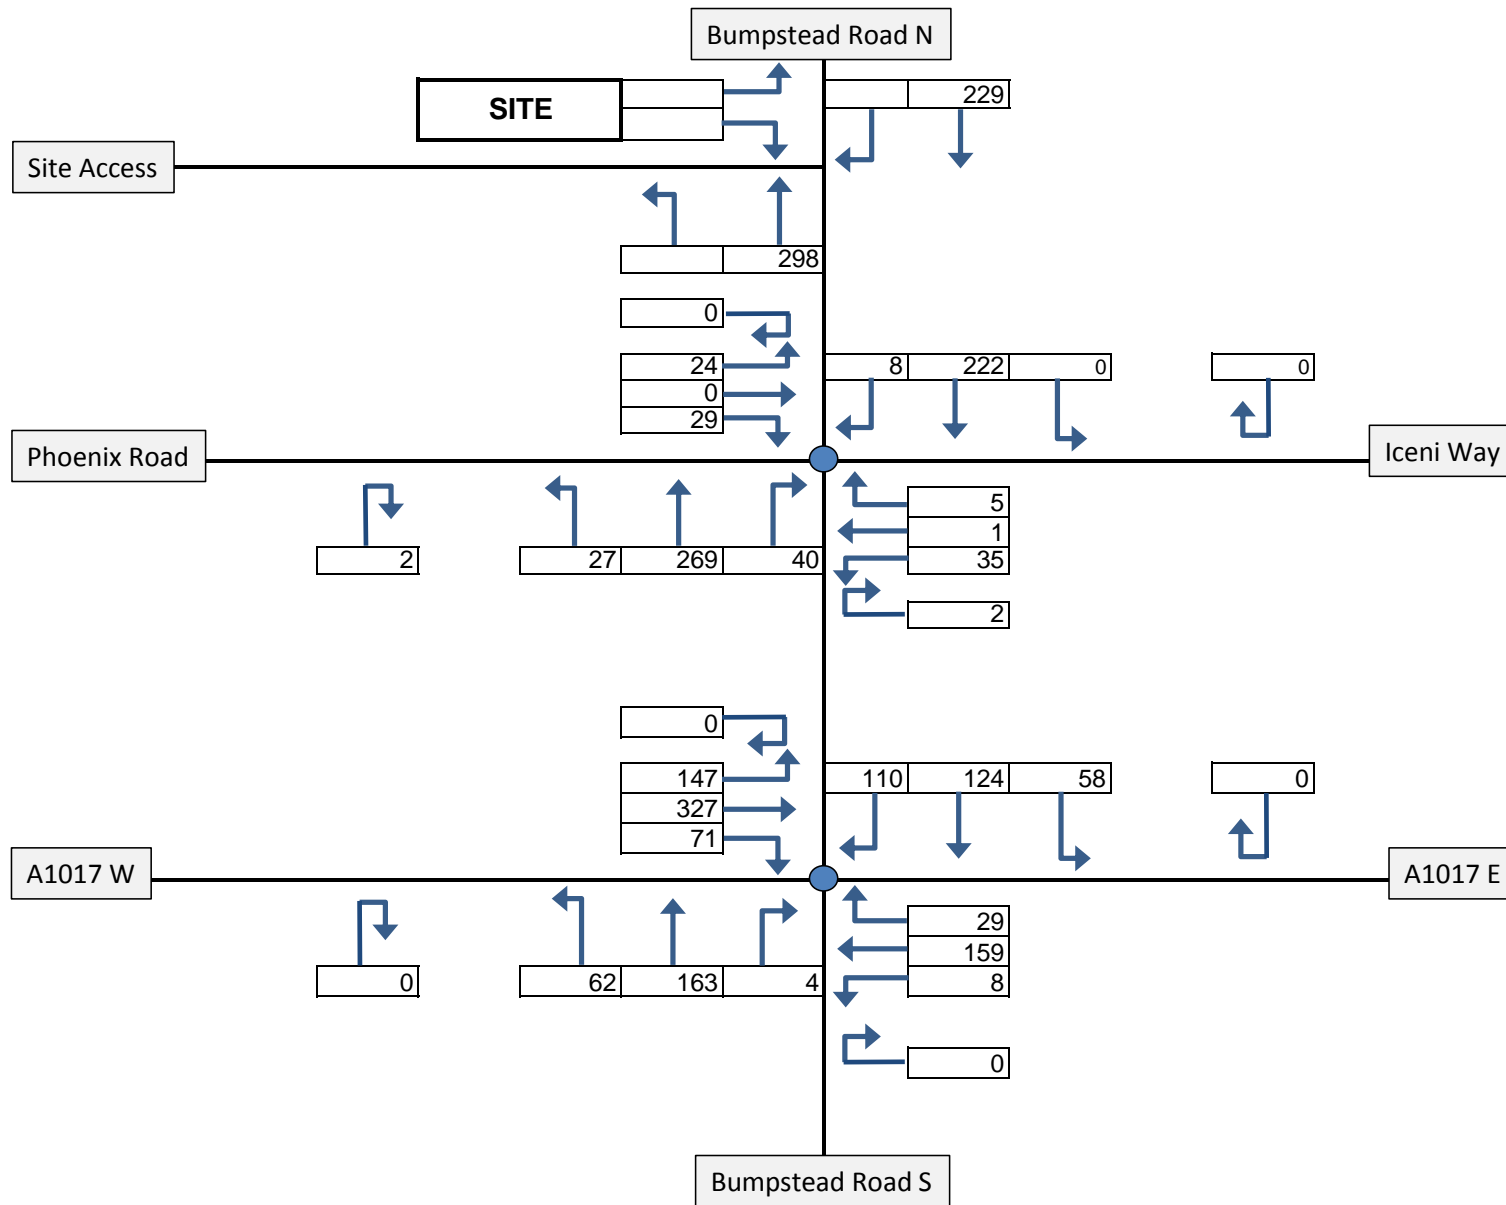 Bumpstead Road N
SITE
229
Site Access
298
0
24
8 222 0 0
0
29
Phoenix Road
Iceni Way
5
1
2 27 269 40 35
2
0
147 110 124 58 0
327
71
A1017 W
A1017 E
29
159
0 62 163 4 8
0
Bumpstead Road S